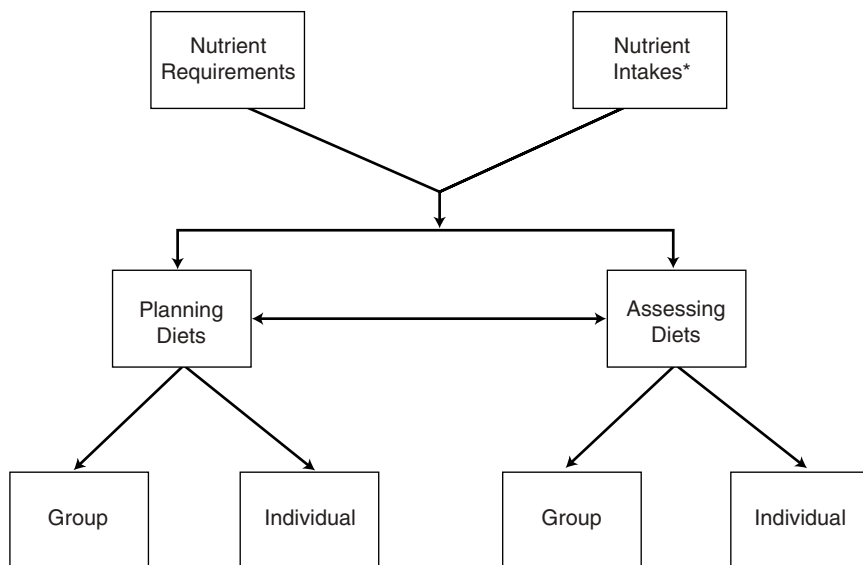 Nutrient
Requirements
Nutrient
Intakes*
Planning
Diets
Assessing
Diets
Group
Individual
Group
Individual